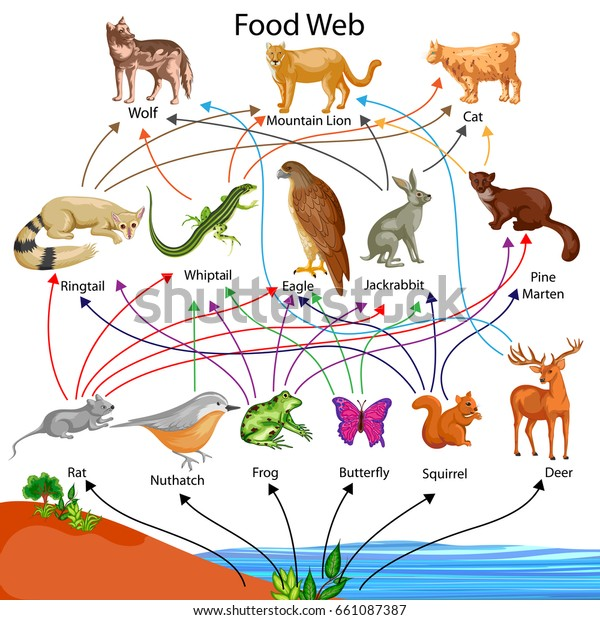 Food Web
Wolf
Mountain Lion
Cat
Ringtail
Whiptail
Eagle
Jackrabbit
Pine
Marten
shutterstock
Rat
Nuthatch
Frog
Butterfly
Squirrel
Deer
www.shutterstock.com · 661087387